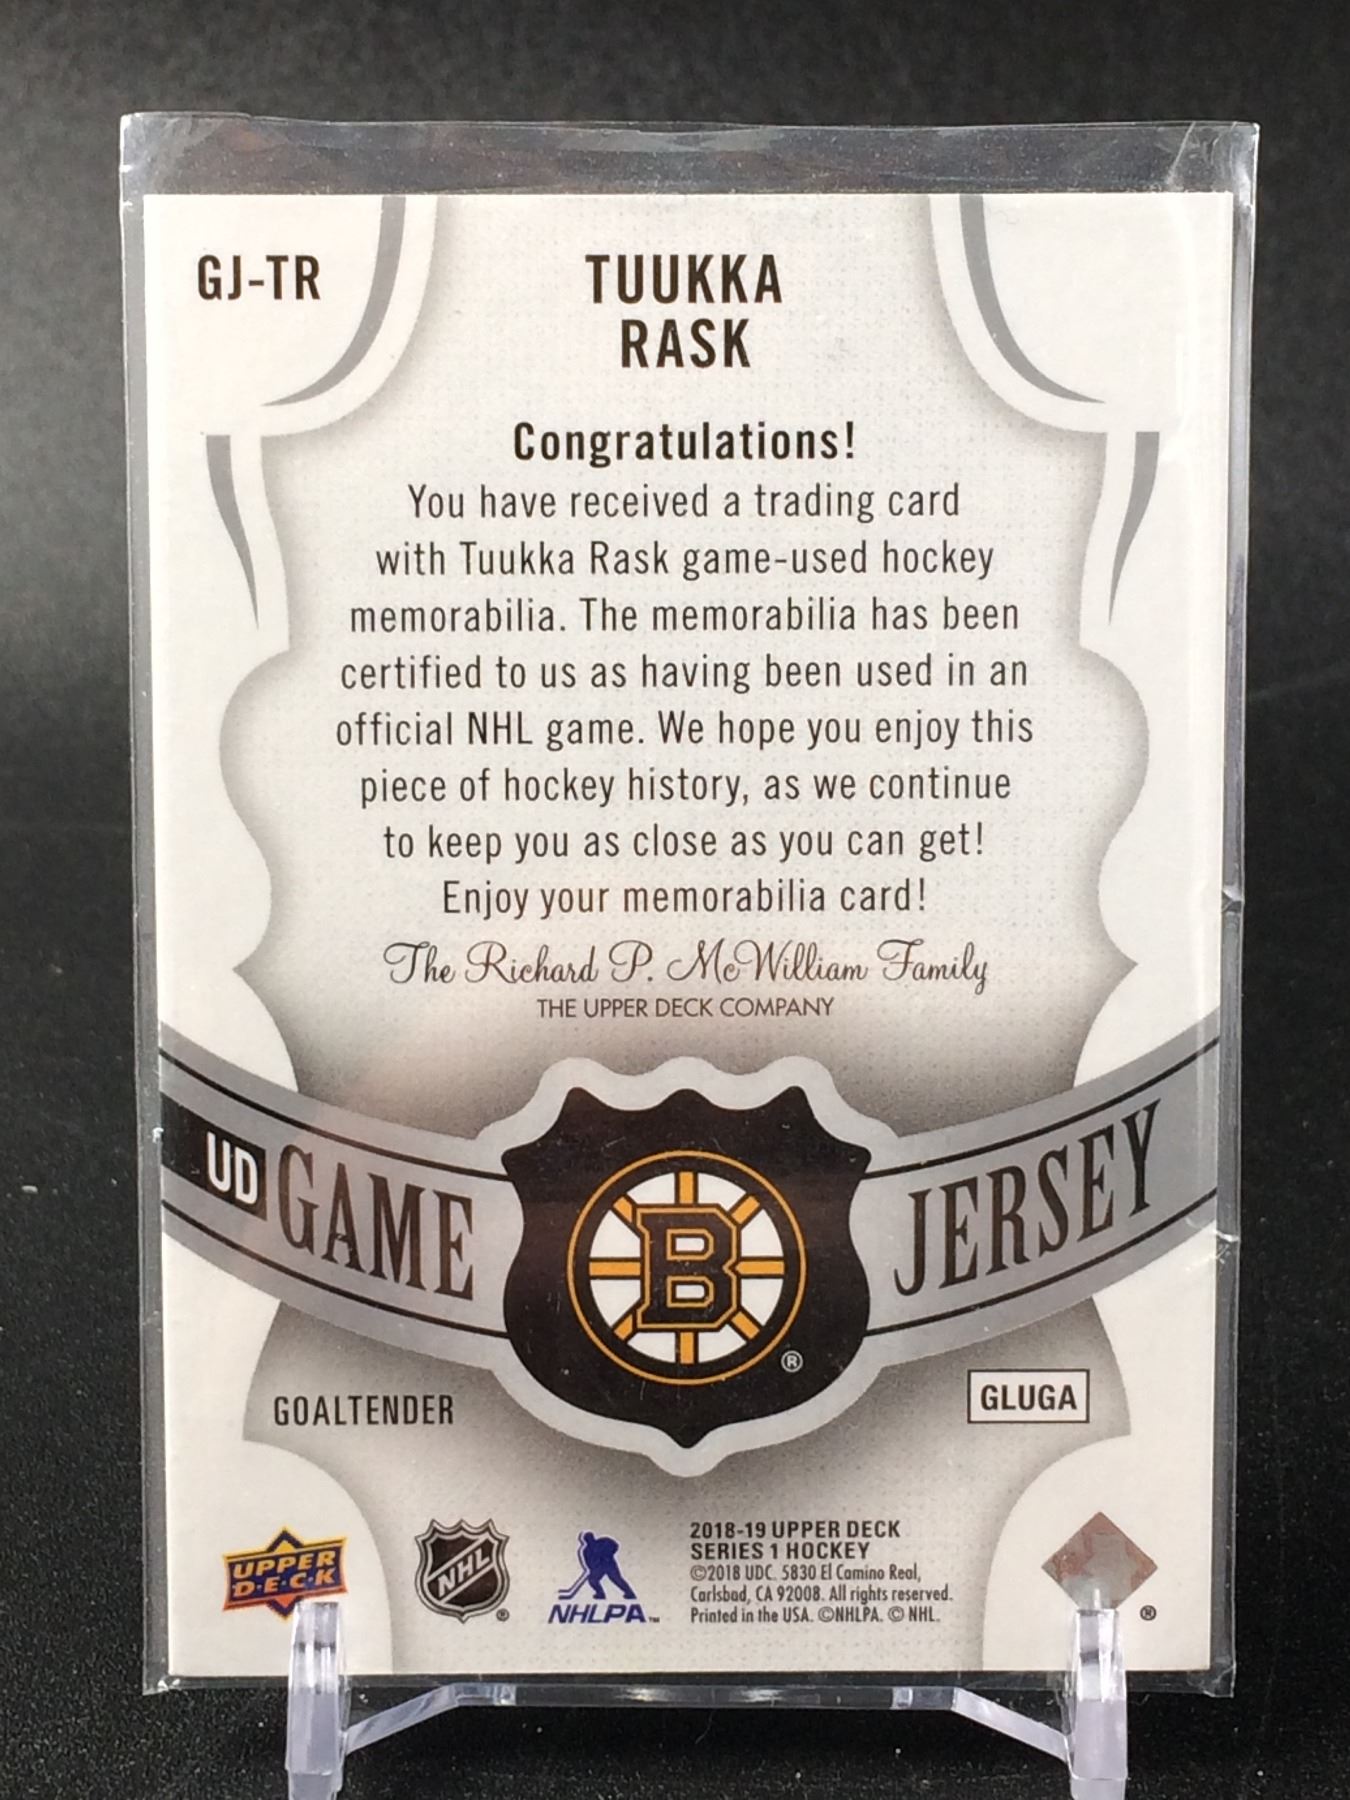 GJ-TR
TUUKKA
RASK
Congratulations!
You have received a trading card
with Tuukka Rask game-used hockey
memorabilia. The memorabilia has been
certified to us as having been used in an
official NHL game. We hope you enjoy this
piece of hockey history, as we continue
to keep you as close as you can get!
Enjoy your memorabilia card!
The Richard P. McWilliam Family
THE UPPER DECK COMPANY
UD GAME JERSEY
B
®
GOALTENDER
GLUGA
UPPER
D·E·C·K
NHL
®
NHLPA™
2018-19 UPPER DECK
SERIES 1 HOCKEY
©2018 UDC. 5830 El Camino Real,
Carlsbad, CA 92008. All rights reserved.
Printed in the USA. ©NHLPA. © NHL.
®